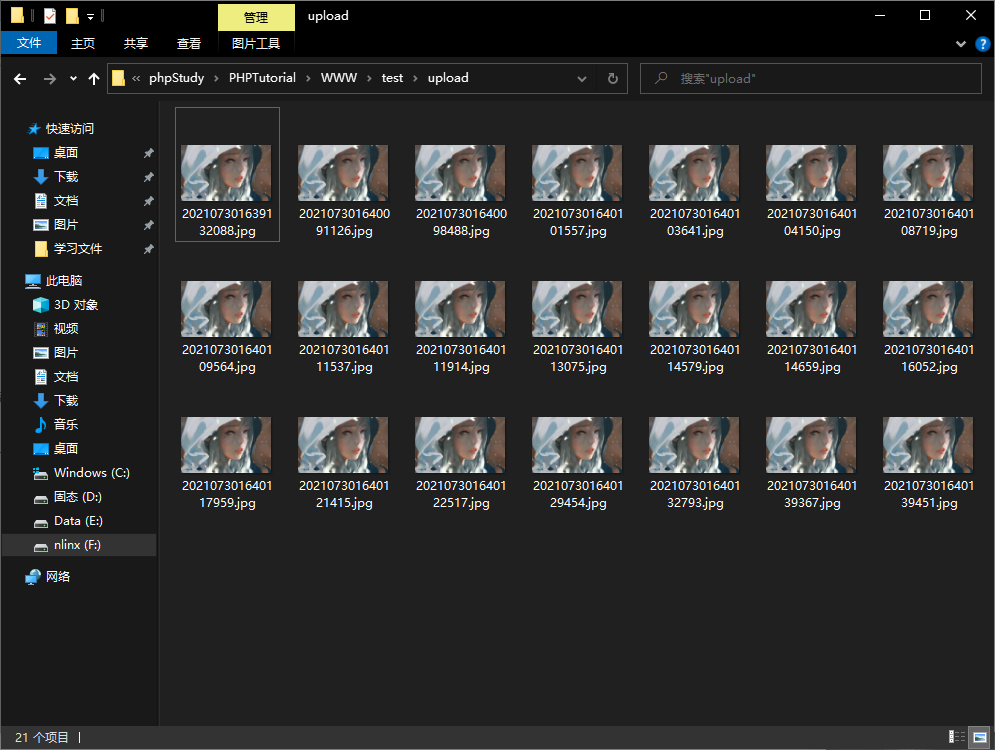 管理
upload
文件
主页
共享
查看
图片工具
« phpStudy › PHPTutorial › WWW › test › upload
搜索"upload"
快速访问
桌面
下载
文档
图片
学习文件
此电脑
3D 对象
视频
图片
文档
下载
音乐
桌面
Windows (C:)
固态 (D:)
Data (E:)
nlinx (F:)
网络
2021073016391
32088.jpg
2021073016400
91126.jpg
2021073016400
98488.jpg
2021073016401
01557.jpg
2021073016401
03641.jpg
2021073016401
04150.jpg
2021073016401
08719.jpg
2021073016401
09564.jpg
2021073016401
11537.jpg
2021073016401
11914.jpg
2021073016401
13075.jpg
2021073016401
14579.jpg
2021073016401
14659.jpg
2021073016401
16052.jpg
2021073016401
17959.jpg
2021073016401
21415.jpg
2021073016401
22517.jpg
2021073016401
29454.jpg
2021073016401
32793.jpg
2021073016401
39367.jpg
2021073016401
39451.jpg
21 个项目